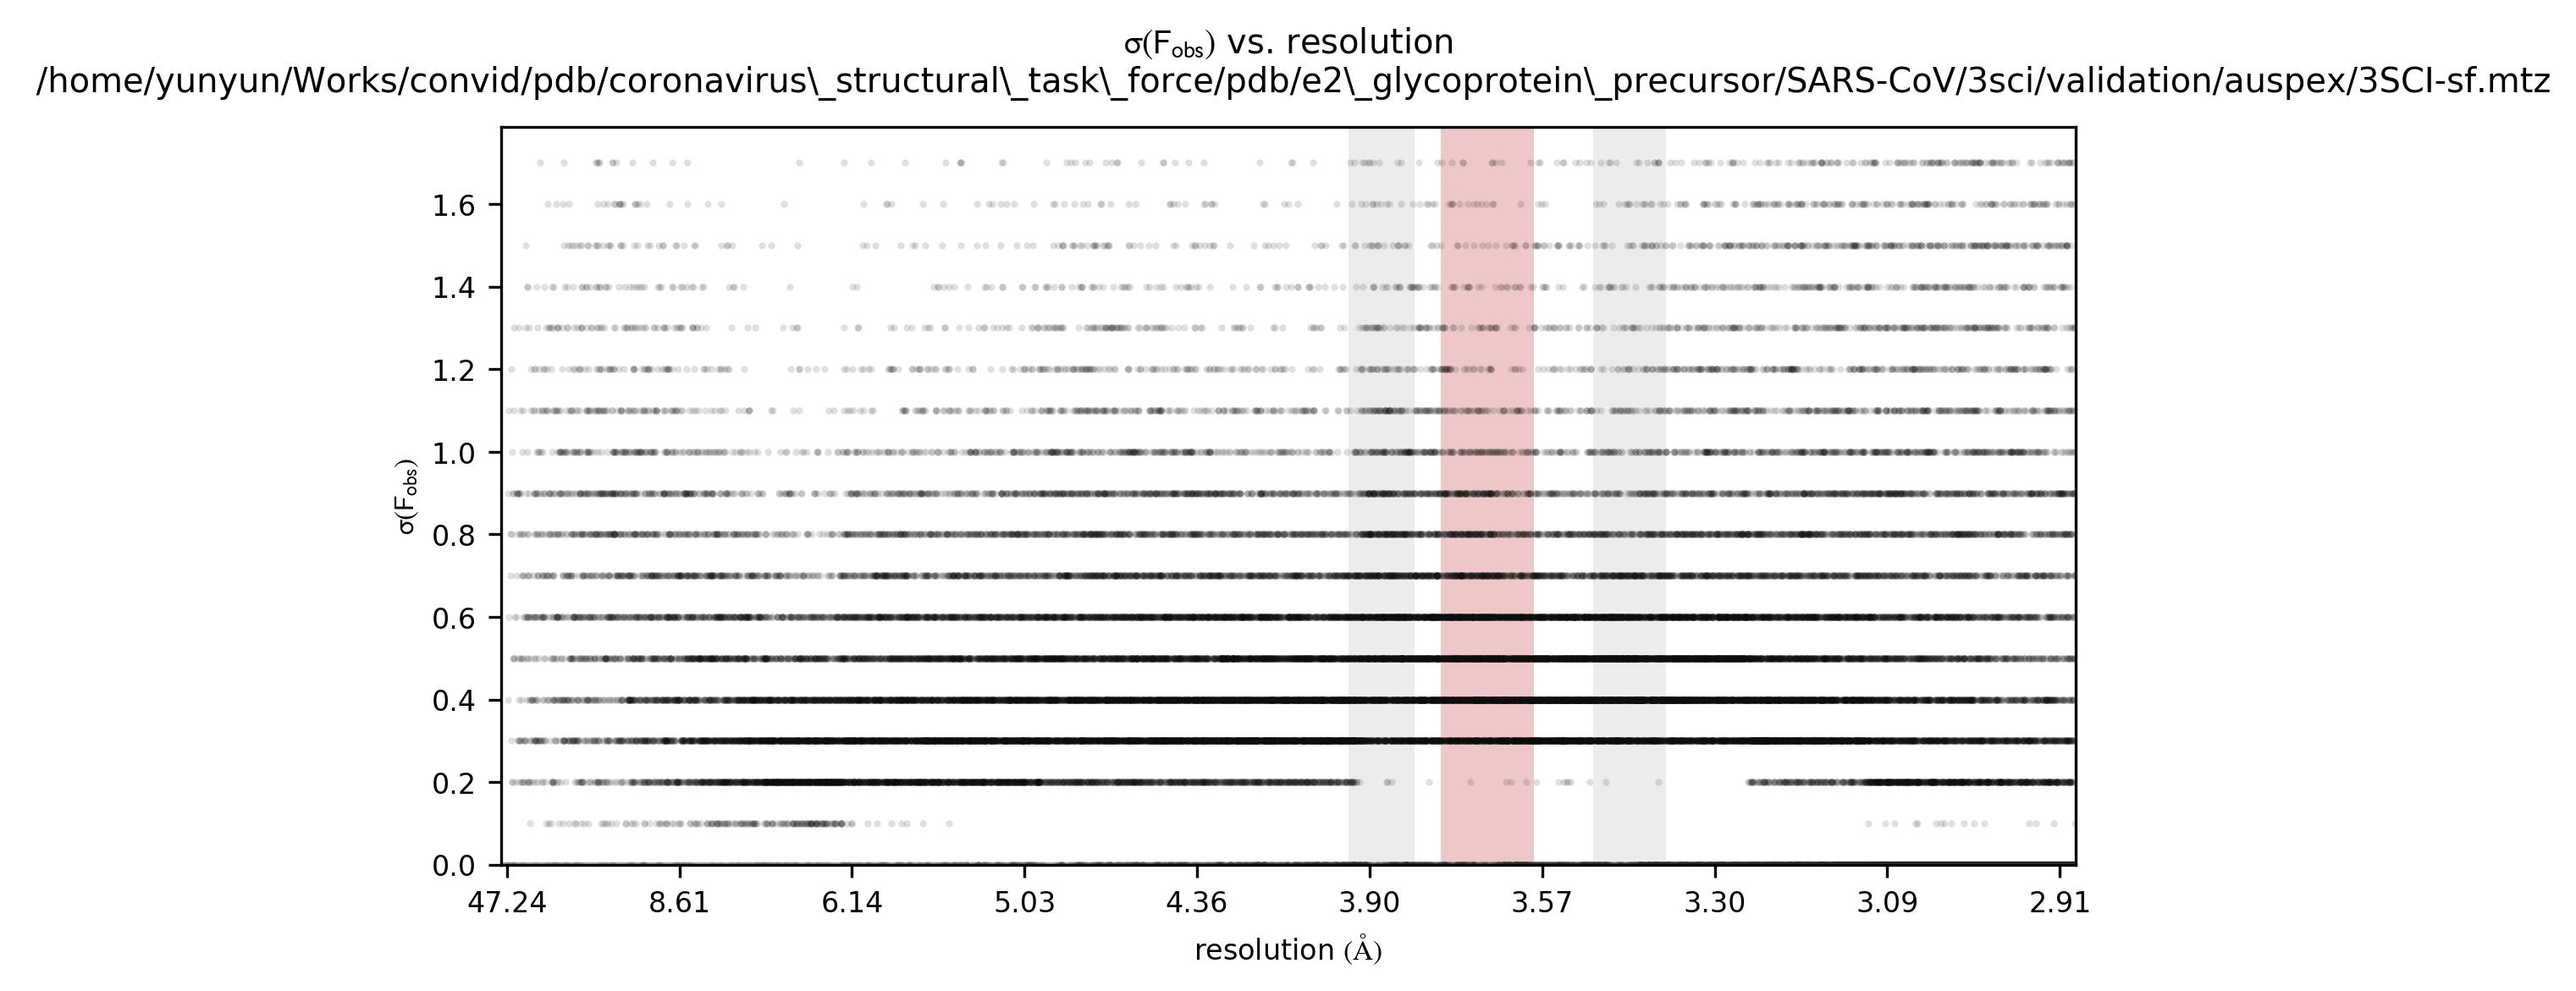 σ(Fobs) vs. resolution
/home/yunyun/Works/convid/pdb/coronavirus\_structural\_task\_force/pdb/e2\_glycoprotein\_precursor/SARS-CoV/3sci/validation/auspex/3SCI-sf.mtz
σ(Fobs)
1.6
1.4
1.2
1.0
0.8
0.6
0.4
0.2
0.0
47.24 8.61 6.14 5.03 4.36 3.90 3.57 3.30 3.09 2.91
resolution (Å)